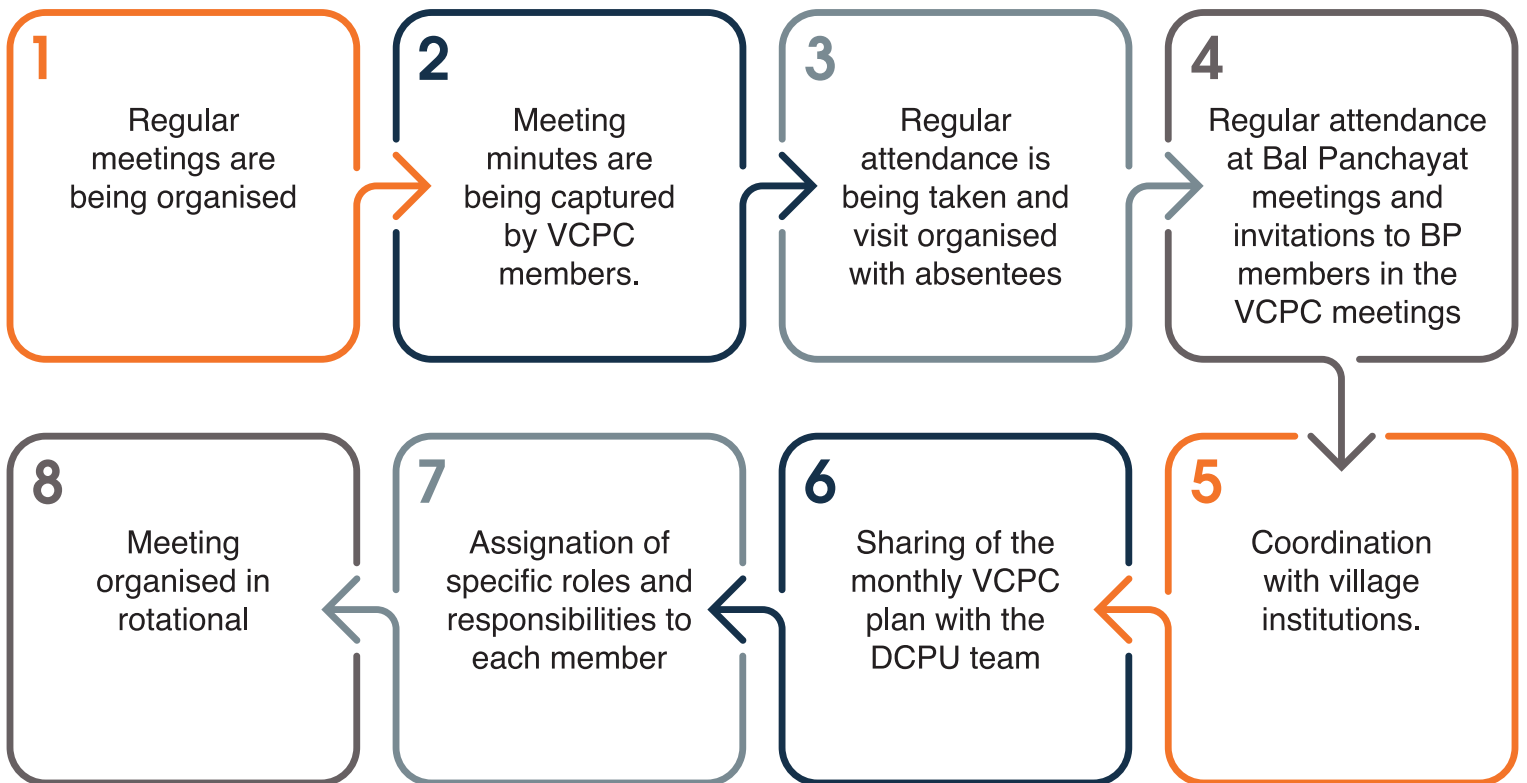 1
Regular
meetings are
being organised
2
Meeting
minutes are
being captured
by VCPC
members.
3
Regular
attendance is
being taken and
visit organised
with absentees
4
Regular attendance
at Bal Panchayat
meetings and
invitations to BP
members in the
VCPC meetings
5
Coordination
with village
institutions.
6
Sharing of the
monthly VCPC
plan with the
DCPU team
7
Assignation of
specific roles and
responsibilities to
each member
8
Meeting
organised in
rotational